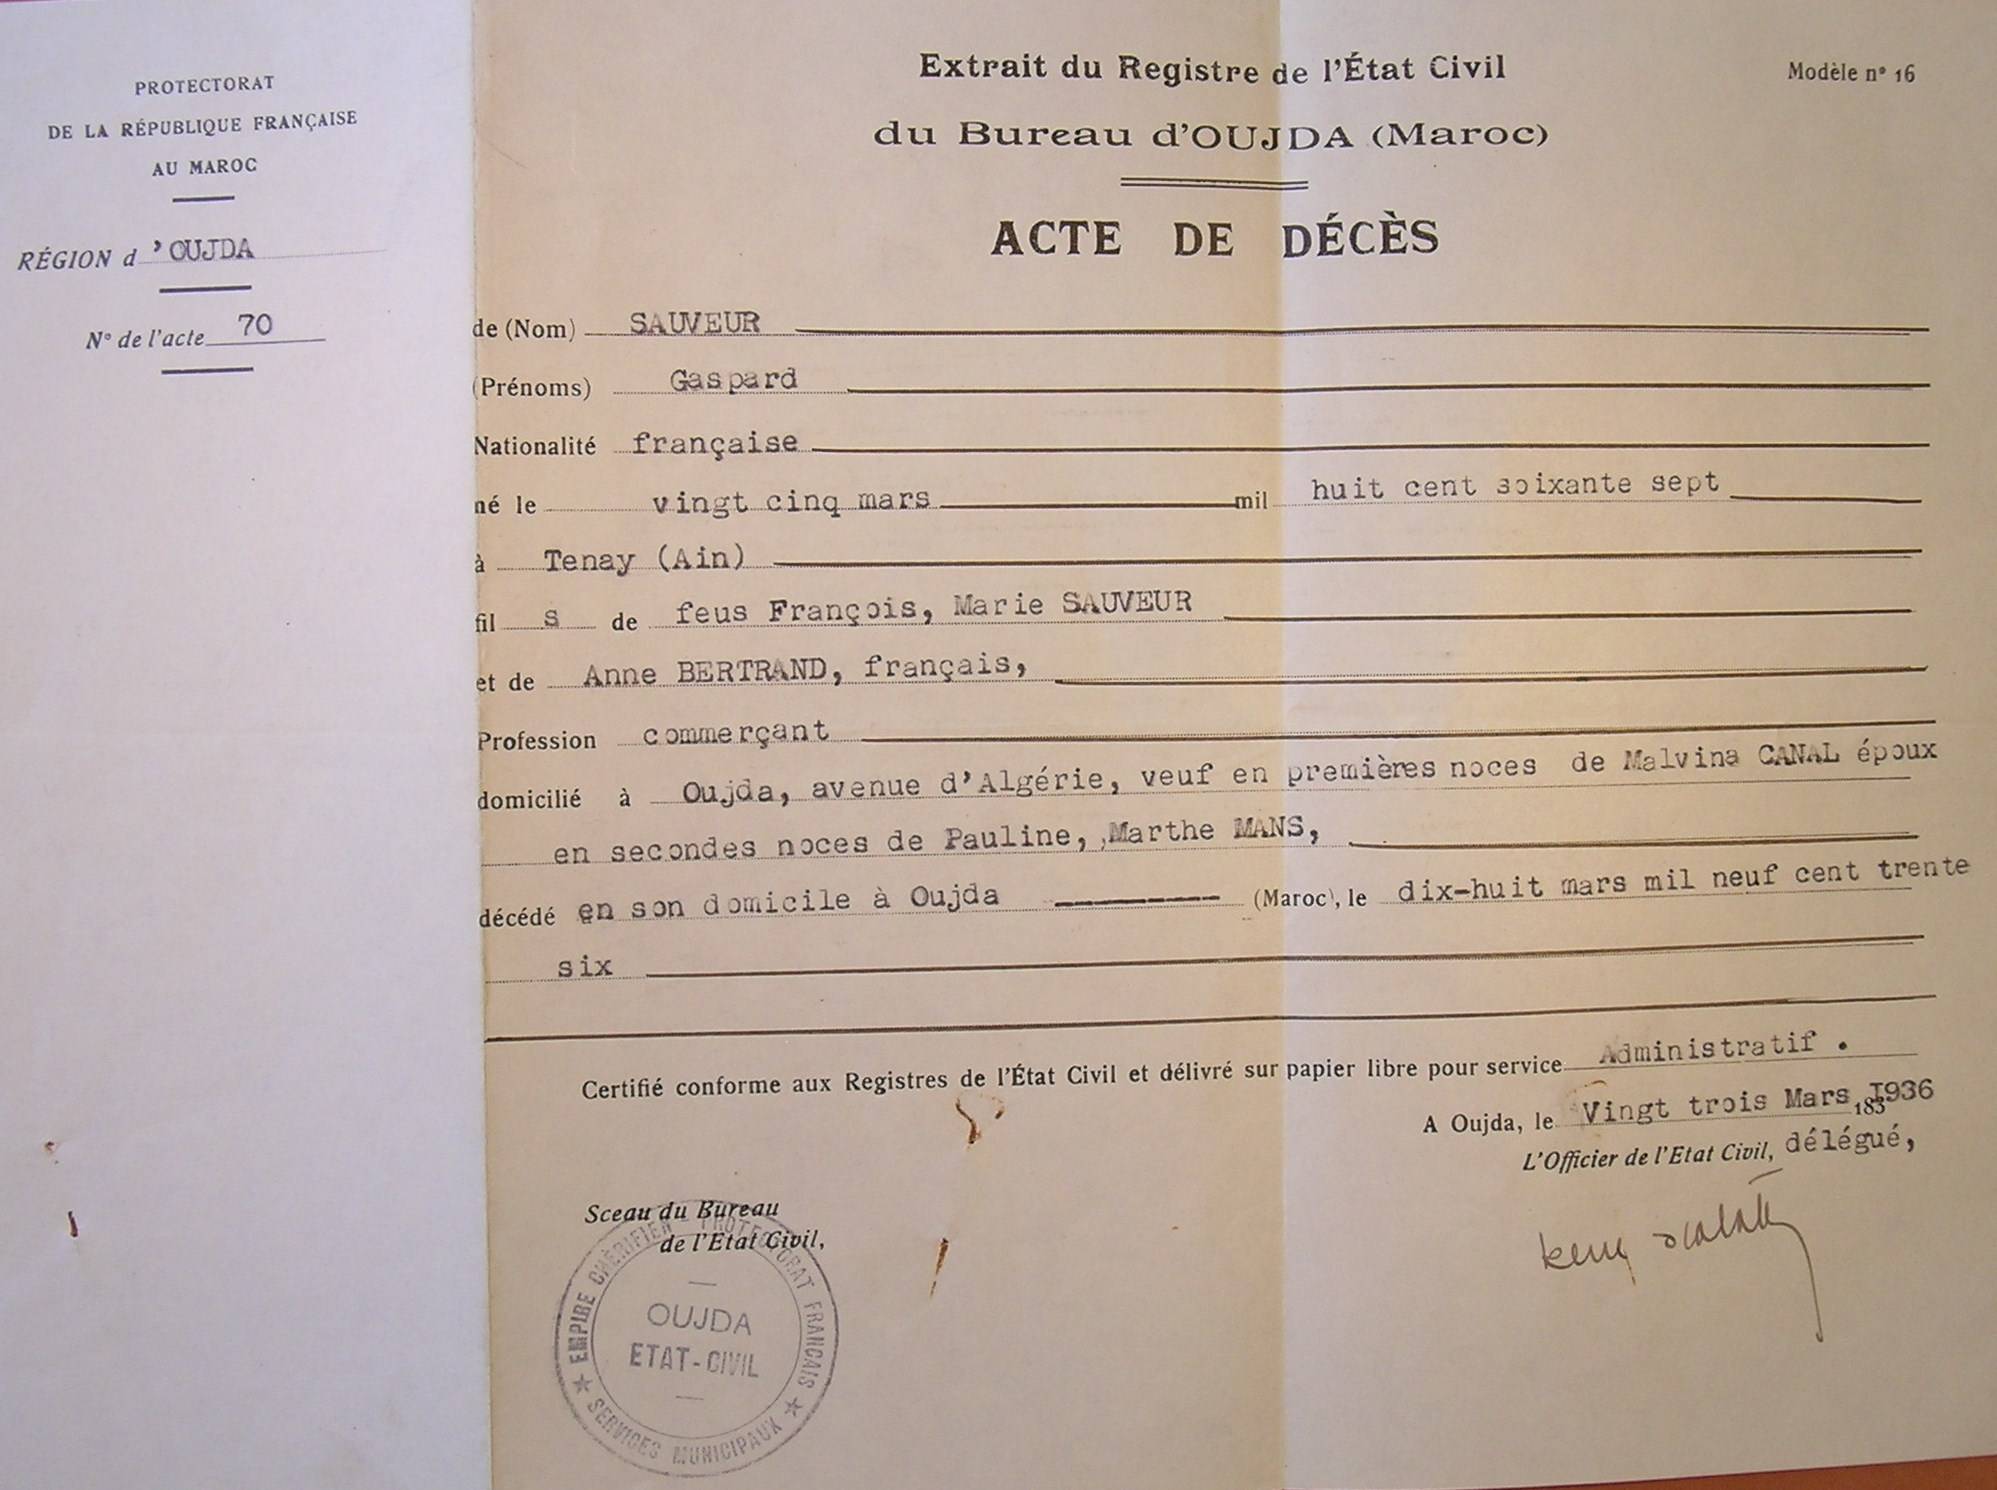 PROTECTORAT
DE LA RÉPUBLIQUE FRANÇAISE
AU MAROC
RÉGION d 'OUJDA
N° de l'acte 70
Extrait du Registre de l'État Civil
Modèle n° 16
du Bureau d'OUJDA (Maroc)
ACTE DE DÉCÈS
de (Nom) SAUVEUR
(Prénoms) Gaspard
Nationalité française
né le vingt cinq mars mil huit cent soixante sept
à Tenay (Ain)
fil s de feus François, Marie SAUVEUR
et de Anne BERTRAND, français,
Profession commerçant
domicilié à Oujda, avenue d'Algérie, veuf en premières noces de Malvina CANAL époux
en secondes noces de Pauline, Marthe MANS,
décédé en son domicile à Oujda (Maroc), le dix-huit mars mil neuf cent trente
six
Certifié conforme aux Registres de l'État Civil et délivré sur papier libre pour service Administratif.
A Oujda, le Vingt trois Mars 1936
L'Officier de l'Etat Civil, délégué,
Sceau du Bureau
de l'Etat Civil,
EMPIRE CHÉRIFIEN - PROTECTORAT FRANCAIS
OUJDA
ETAT-CIVIL
SERVICES MUNICIPAUX